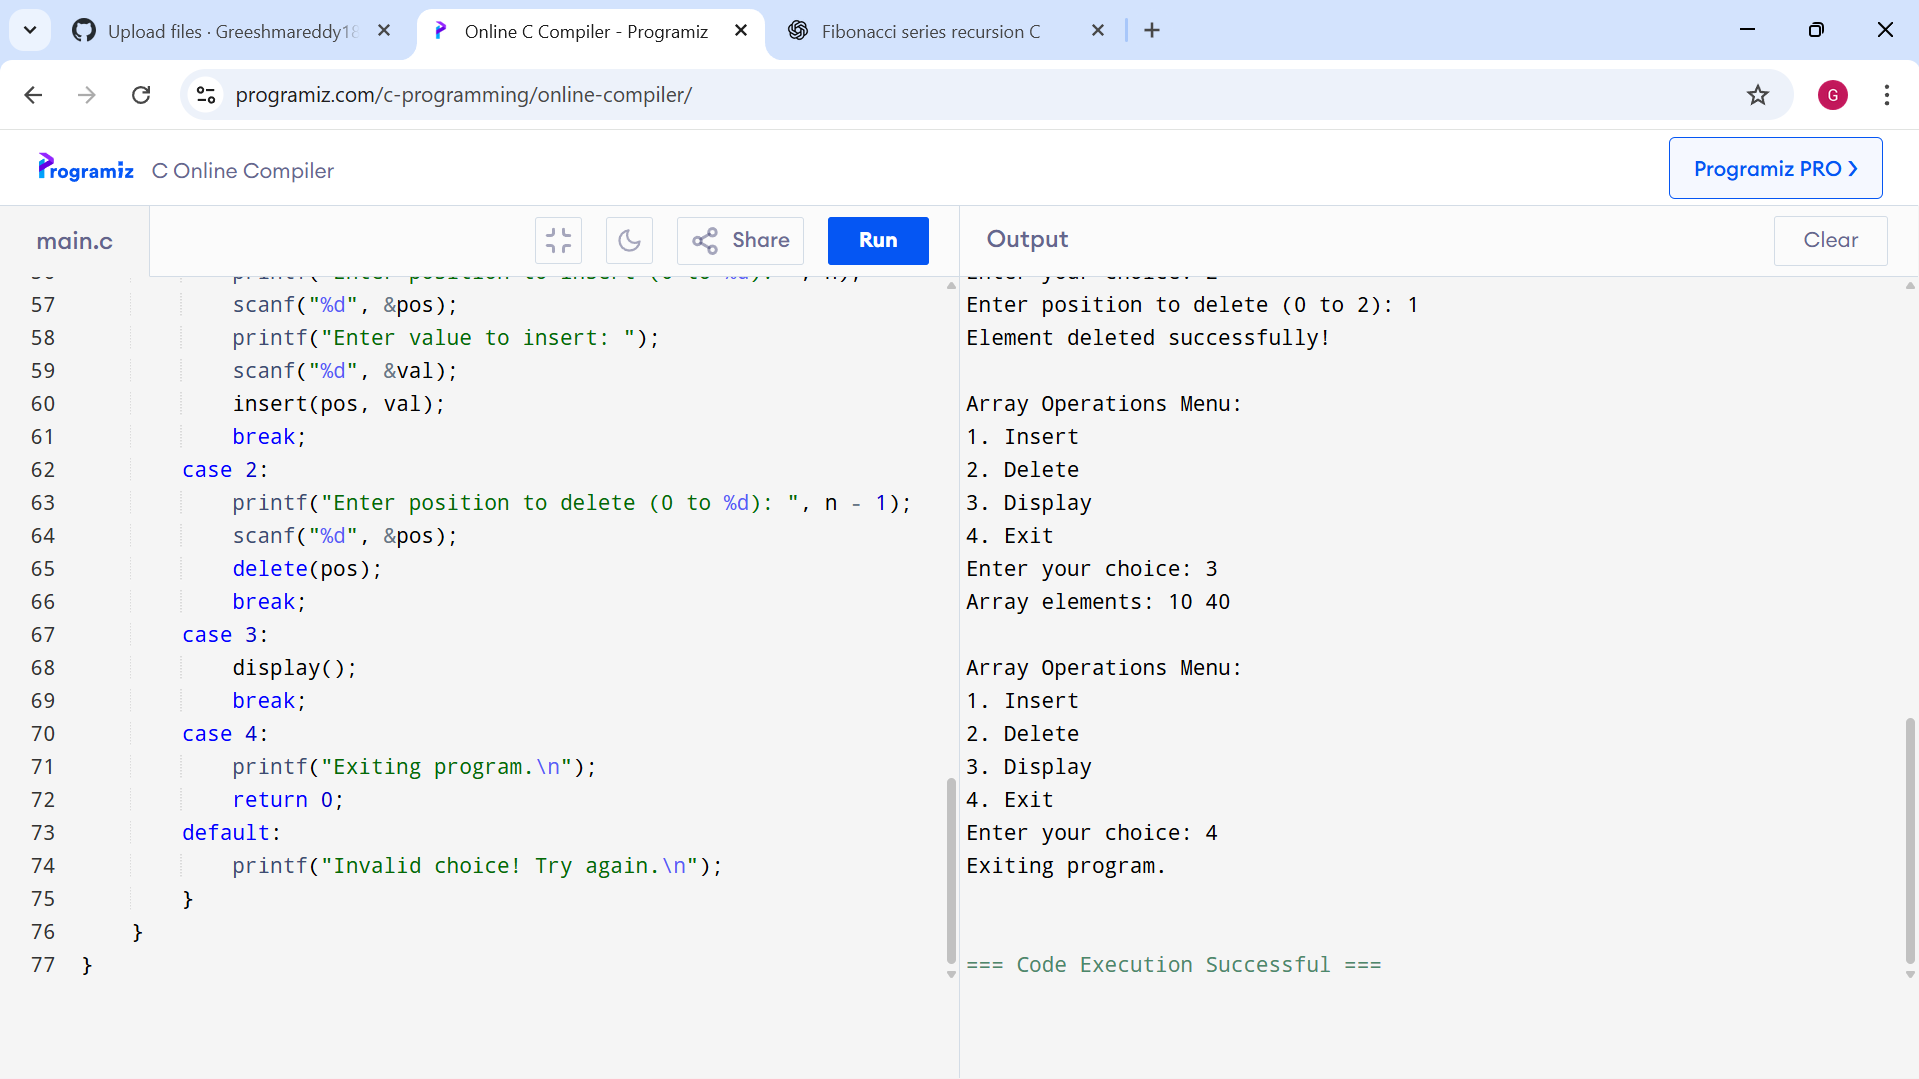 Upload files · Greeshmareddy18
Online C Compiler - Programiz
Fibonacci series recursion C
programiz.com/c-programming/online-compiler/
G
Programiz
C Online Compiler
Programiz PRO ❯
main.c
Share
Run
Output
Clear
57 scanf("%d", &pos);
58 printf("Enter value to insert: ");
59 scanf("%d", &val);
60 insert(pos, val);
61 break;
62 case 2:
63 printf("Enter position to delete (0 to %d): ", n - 1);
64 scanf("%d", &pos);
65 delete(pos);
66 break;
67 case 3:
68 display();
69 break;
70 case 4:
71 printf("Exiting program.\n");
72 return 0;
73 default:
74 printf("Invalid choice! Try again.\n");
75 }
76 }
77 }
Enter position to delete (0 to 2): 1
Element deleted successfully!
Array Operations Menu:
1. Insert
2. Delete
3. Display
4. Exit
Enter your choice: 3
Array elements: 10 40
Array Operations Menu:
1. Insert
2. Delete
3. Display
4. Exit
Enter your choice: 4
Exiting program.
=== Code Execution Successful ===